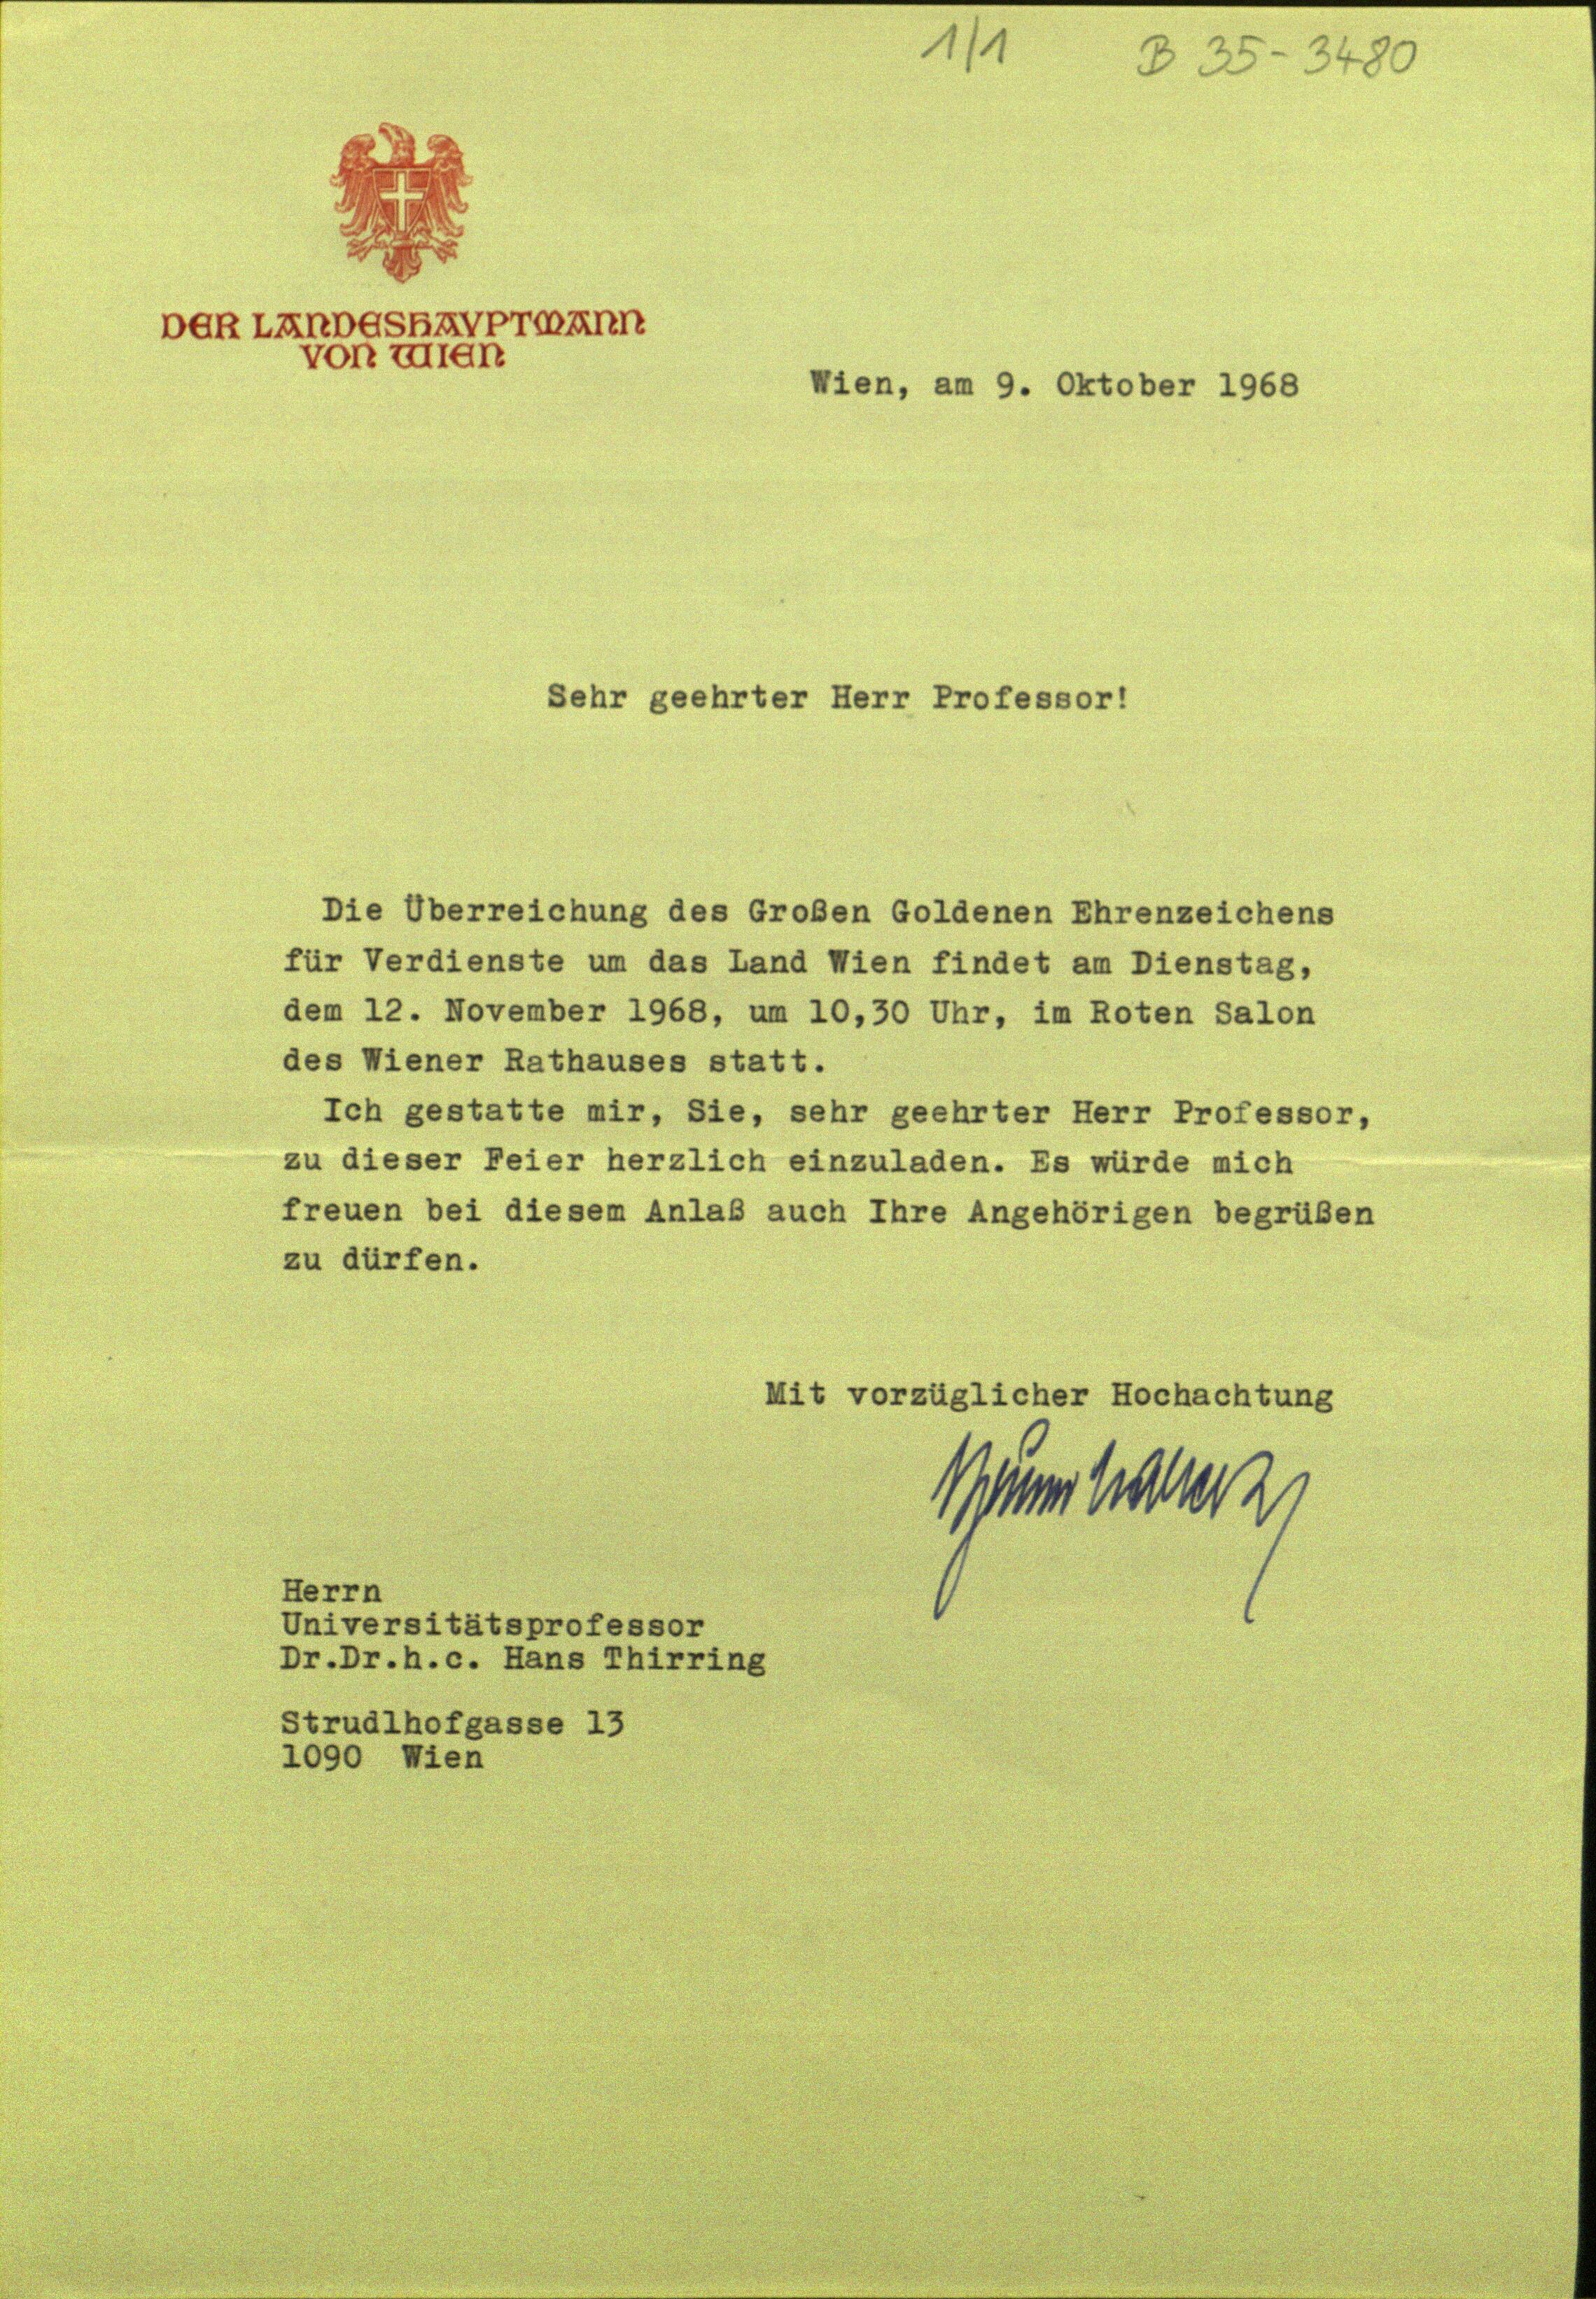 1/1 B 35-3480
DER LANDESHAVPTMANN
VON WIEN
Wien, am 9. Oktober 1968
Sehr geehrter Herr Professor!
Die Überreichung des Großen Goldenen Ehrenzeichens
für Verdienste um das Land Wien findet am Dienstag,
dem 12. November 1968, um 10,30 Uhr, im Roten Salon
des Wiener Rathauses statt.
Ich gestatte mir, Sie, sehr geehrter Herr Professor,
zu dieser Feier herzlich einzuladen. Es würde mich
freuen bei diesem Anlaß auch Ihre Angehörigen begrüßen
zu dürfen.
Mit vorzüglicher Hochachtung
Herrn
Universitätsprofessor
Dr.Dr.h.c. Hans Thirring
Strudlhofgasse 13
1090 Wien